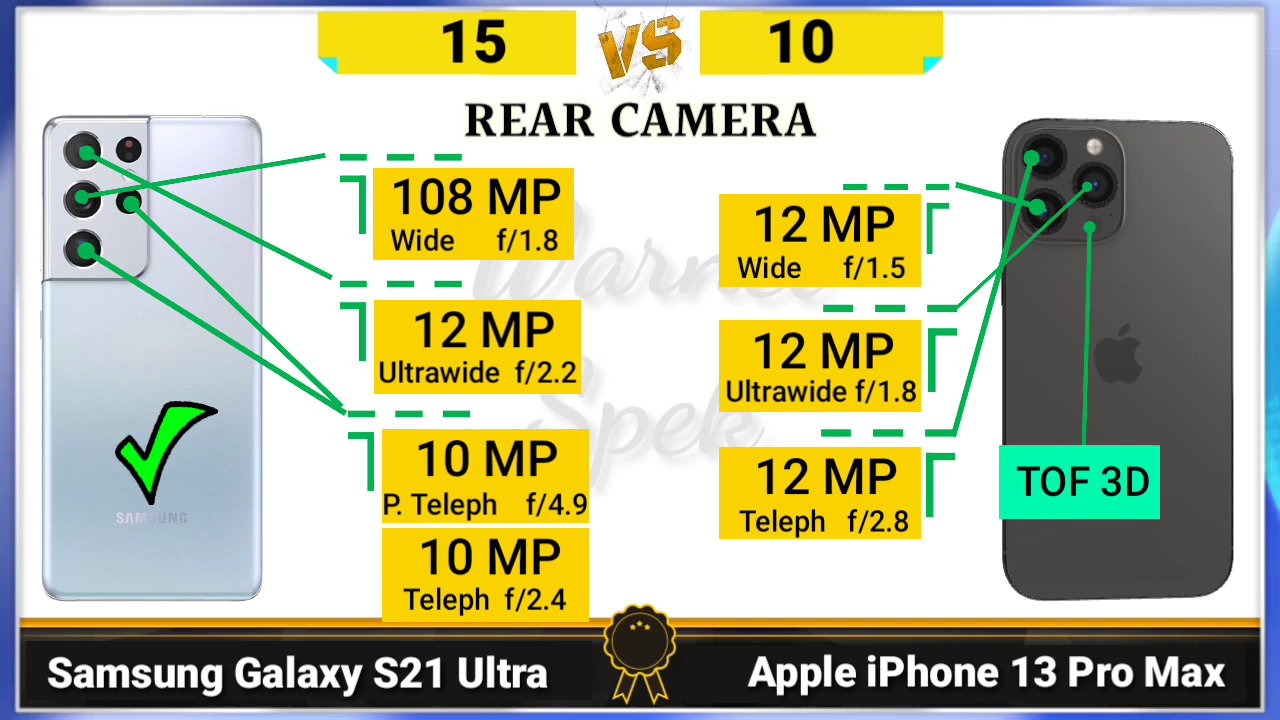 15 VS 10
REAR CAMERA
108 MP
Wide f/1.8
12 MP
Ultrawide f/2.2
10 MP
P. Teleph f/4.9
10 MP
Teleph f/2.4
12 MP
Wide f/1.5
12 MP
Ultrawide f/1.8
12 MP
Teleph f/2.8
TOF 3D
SAMSUNG
Spek
Samsung Galaxy S21 Ultra
Apple iPhone 13 Pro Max